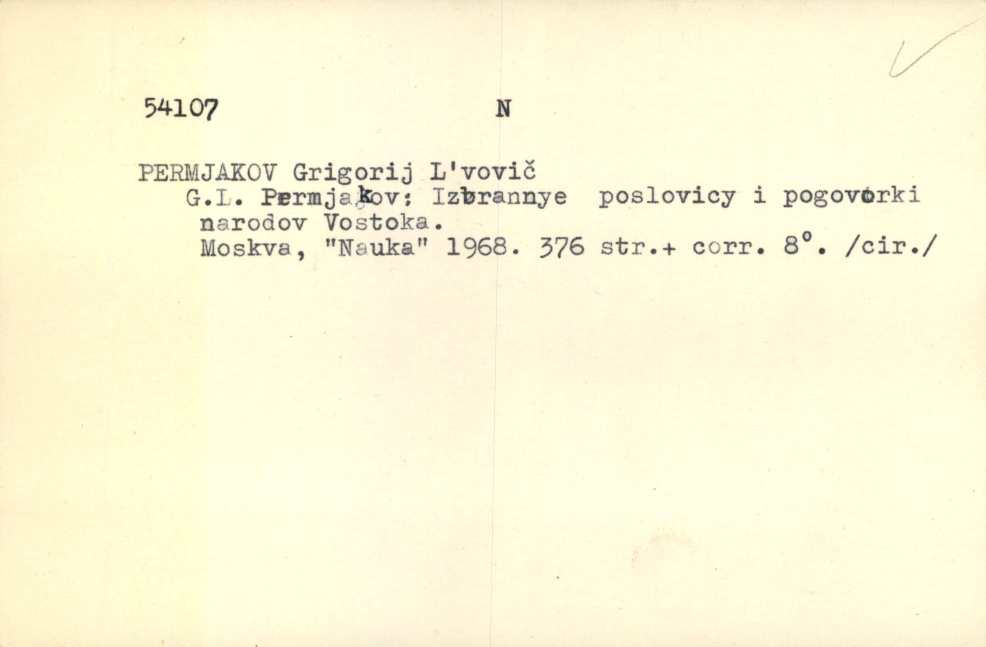 54107 N
PERMJAKOV Grigorij L'vovič
G.L. Permjakov: Izbrannye poslovicy i pogovorki
narodov Vostoka.
Moskva, "Nauka" 1968. 376 str.+ corr. 8°. /cir./